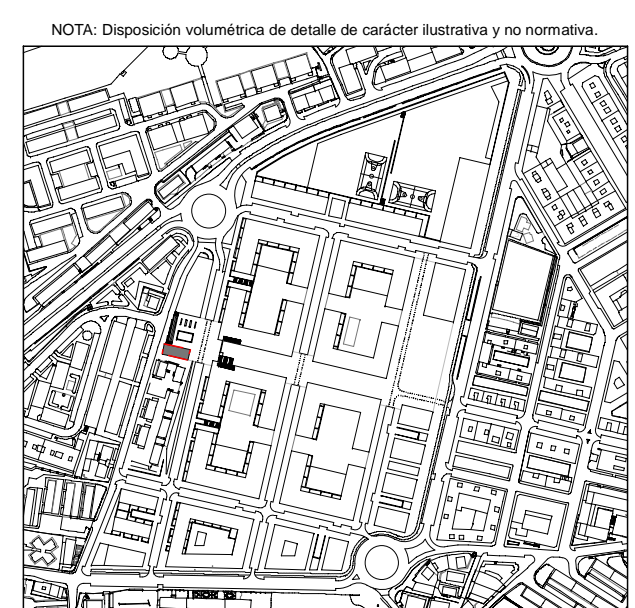 NOTA: Disposición volumétrica de detalle de carácter ilustrativa y no normativa.